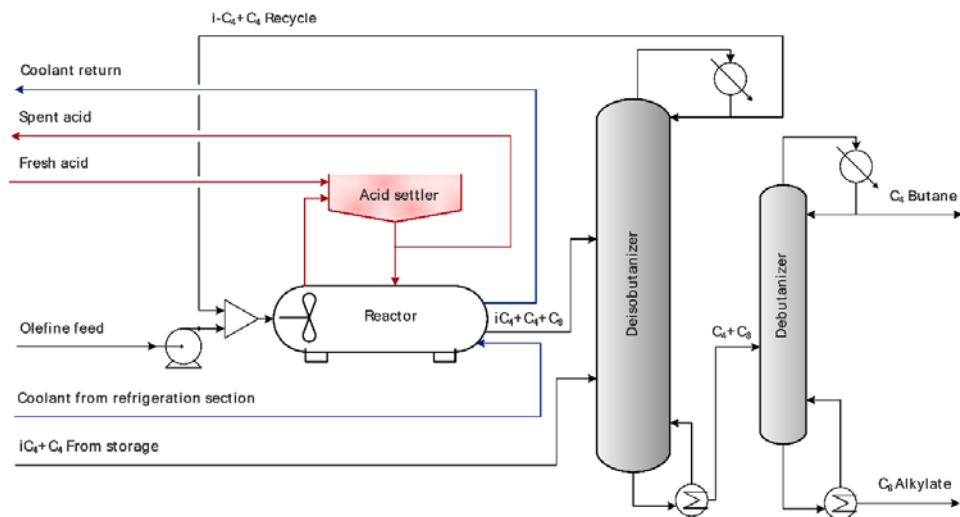 i-C₄+C₄ Recycle
Coolant return
Spent acid
Fresh acid
Acid settler
C₄ Butane
Deisobutanizer
Debutanizer
Reactor
iC₄+C₄+C₈
Olefine feed
C₄+C₈
Coolant from refrigeration section
iC₄+C₄ From storage
C₈ Alkylate